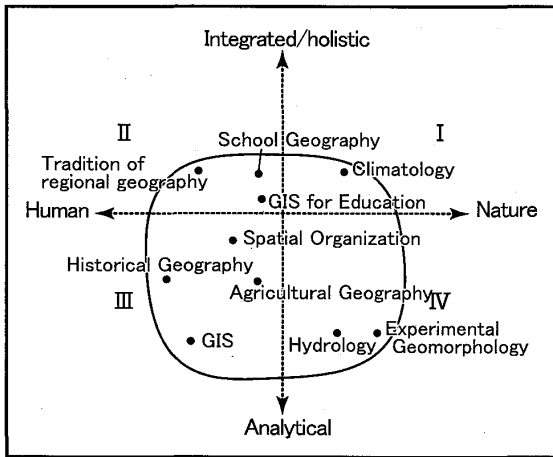 Integrated/holistic
II
I
School Geography
Tradition of
regional geography
Climatology
GIS for Education
Human
Nature
Spatial Organization
Historical Geography
Agricultural Geography
III
IV
GIS
Hydrology
Experimental
Geomorphology
Analytical